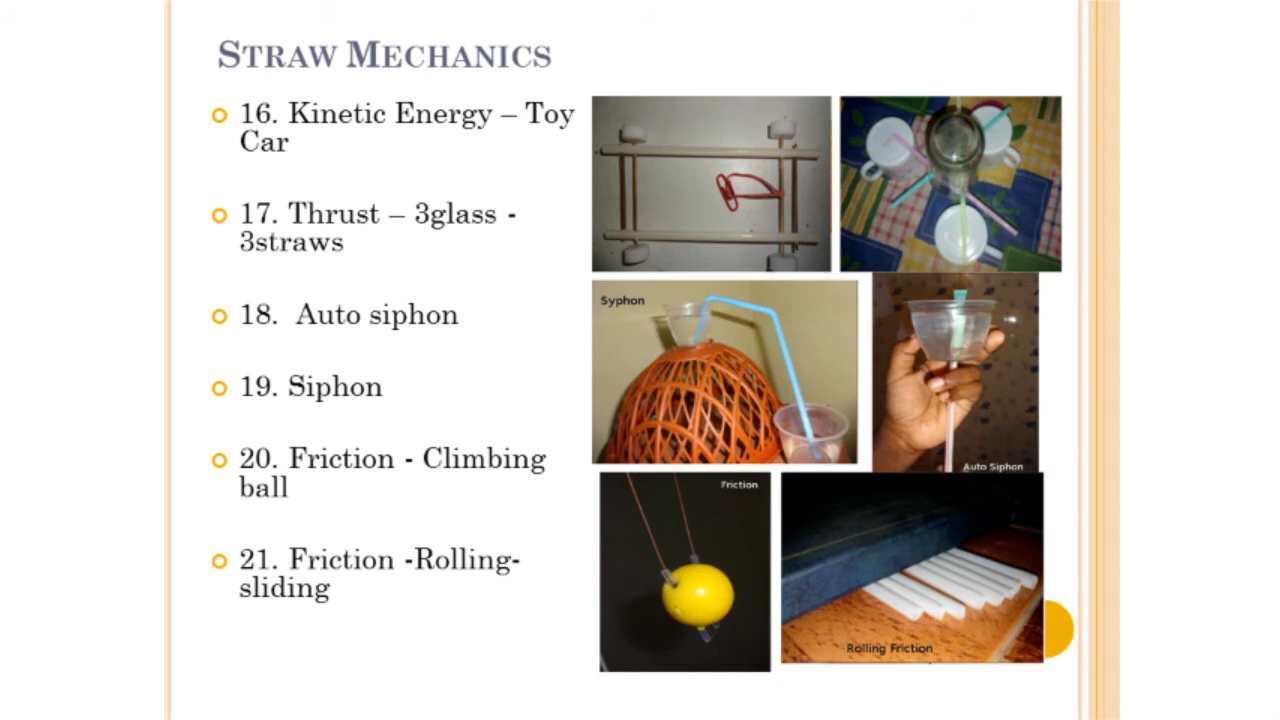 STRAW MECHANICS
16. Kinetic Energy – Toy
Car
17. Thrust – 3glass -
3straws
18.  Auto siphon
19. Siphon
20. Friction - Climbing
ball
21. Friction -Rolling-
sliding
Syphon
Auto Siphon
Friction
Rolling Friction